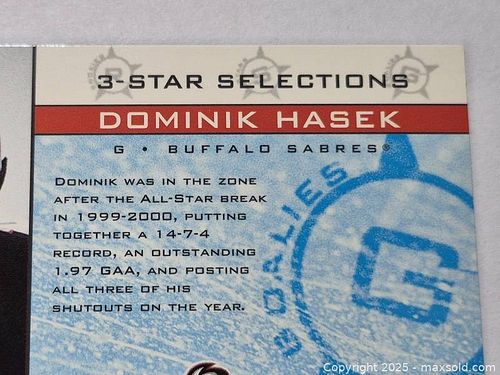 3-STAR SELECTIONS
DOMINIK HASEK
G • BUFFALO SABRES®
DOMINIK WAS IN THE ZONE
AFTER THE ALL-STAR BREAK
IN 1999-2000, PUTTING
TOGETHER A 14-7-4
RECORD, AN OUTSTANDING
1.97 GAA, AND POSTING
ALL THREE OF HIS
SHUTOUTS ON THE YEAR.
GOALIES
G
Copyright 2025 - maxsold.com